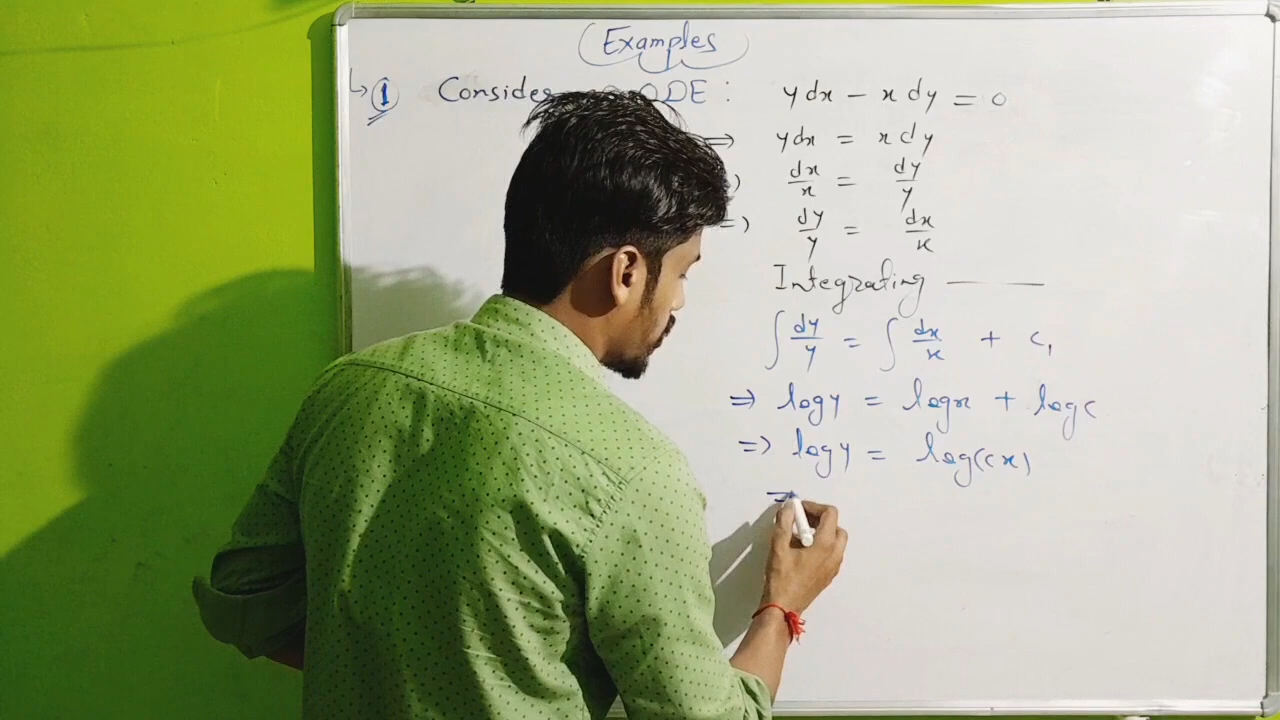 Examples
① Consider ODE : y dx − x dy = 0
⇒ y dx = x dy
⇒ dx/x = dy/y
⇒ dy/y = dx/x
Integrating ———
∫ dy/y = ∫ dx/x + c₁
⇒ log y = log x + log c
⇒ log y = log(cx)